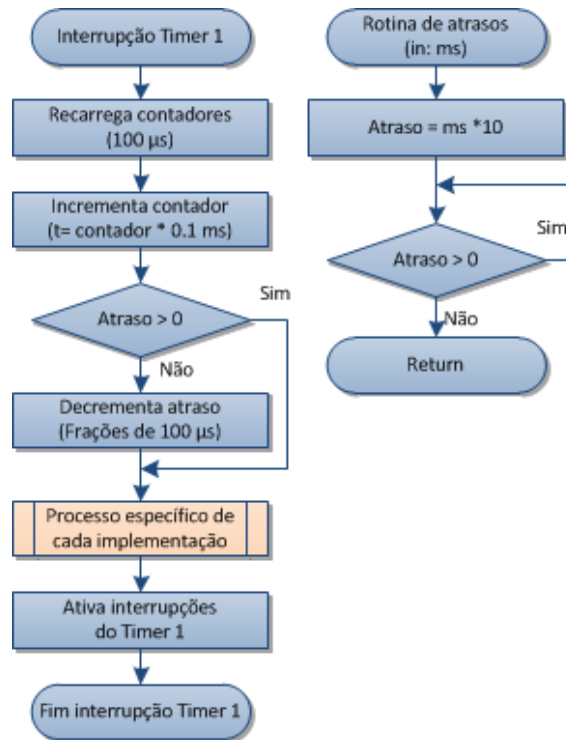 Interrupção Timer 1
Recarrega contadores
(100 µs)
Incrementa contador
(t= contador * 0.1 ms)
Sim
Atraso > 0
Não
Decrementa atraso
(Frações de 100 µs)
Processo específico de
cada implementação
Ativa interrupções
do Timer 1
Fim interrupção Timer 1
Rotina de atrasos
(in: ms)
Atraso = ms *10
Sim
Atraso > 0
Não
Return